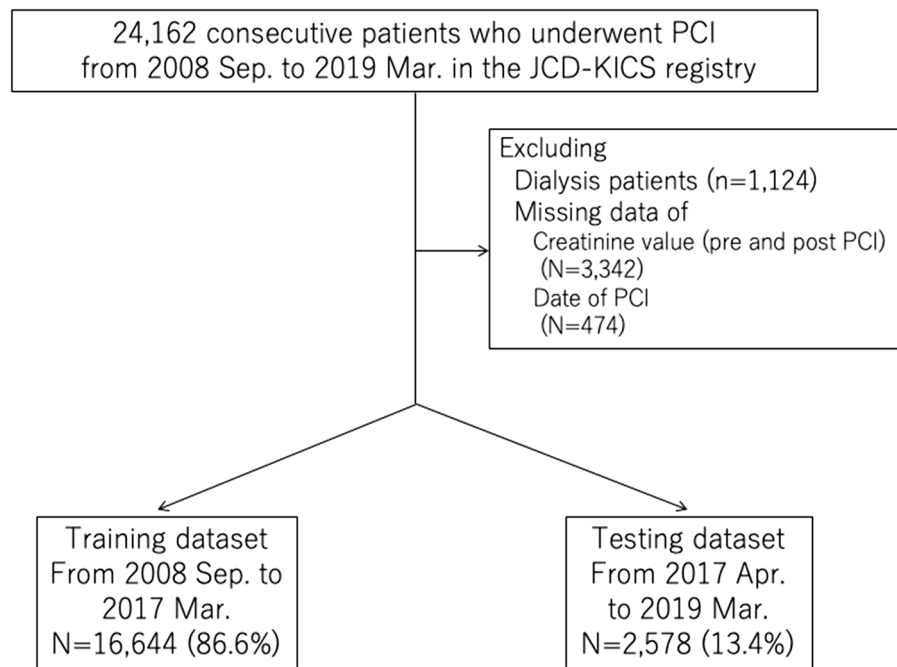 24,162 consecutive patients who underwent PCI
from 2008 Sep. to 2019 Mar. in the JCD-KICS registry
Excluding
Dialysis patients (n=1,124)
Missing data of
Creatinine value (pre and post PCI)
(N=3,342)
Date of PCI
(N=474)
Training dataset
From 2008 Sep. to
2017 Mar.
N=16,644 (86.6%)
Testing dataset
From 2017 Apr.
to 2019 Mar.
N=2,578 (13.4%)